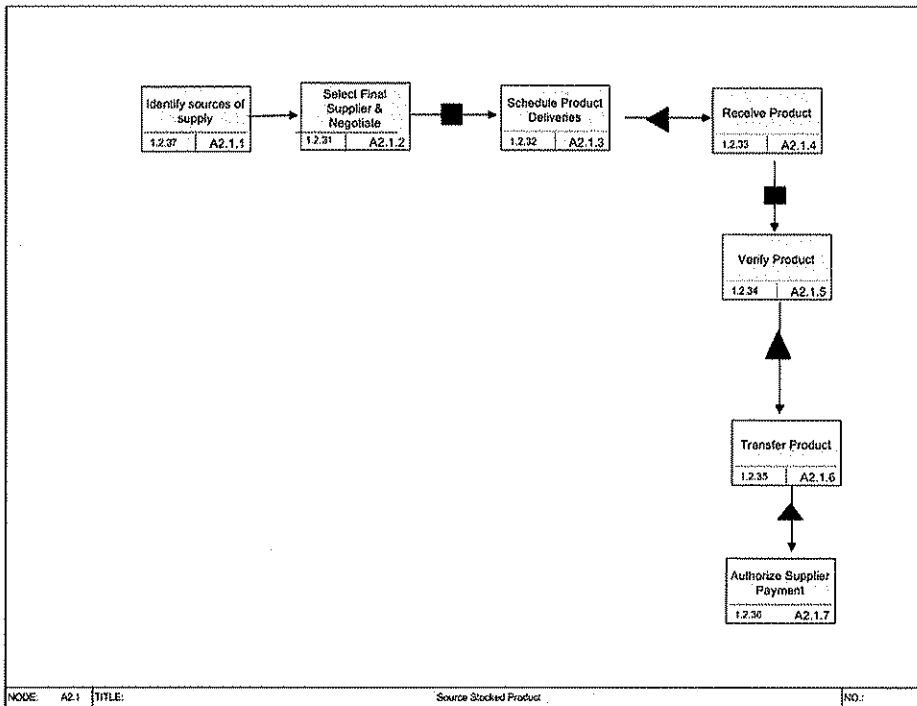 Identify sources of
supply
1.2.37 A2.1.1
Select Final
Supplier &
Negotiate
1.2.31 A2.1.2
Schedule Product
Deliveries
1.2.32 A2.1.3
Receive Product
1.2.33 A2.1.4
Verify Product
1.2.34 A2.1.5
Transfer Product
1.2.35 A2.1.6
Authorize Supplier
Payment
1.2.36 A2.1.7
NODE: A2.1 TITLE: Source Stocked Product NO.: